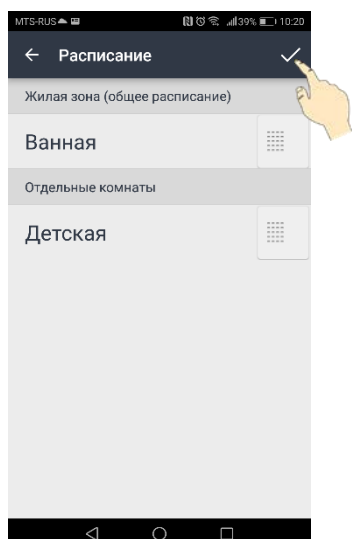 MTS-RUS 39% 10:20
Расписание
Жилая зона (общее расписание)
Ванная
Отдельные комнаты
Детская